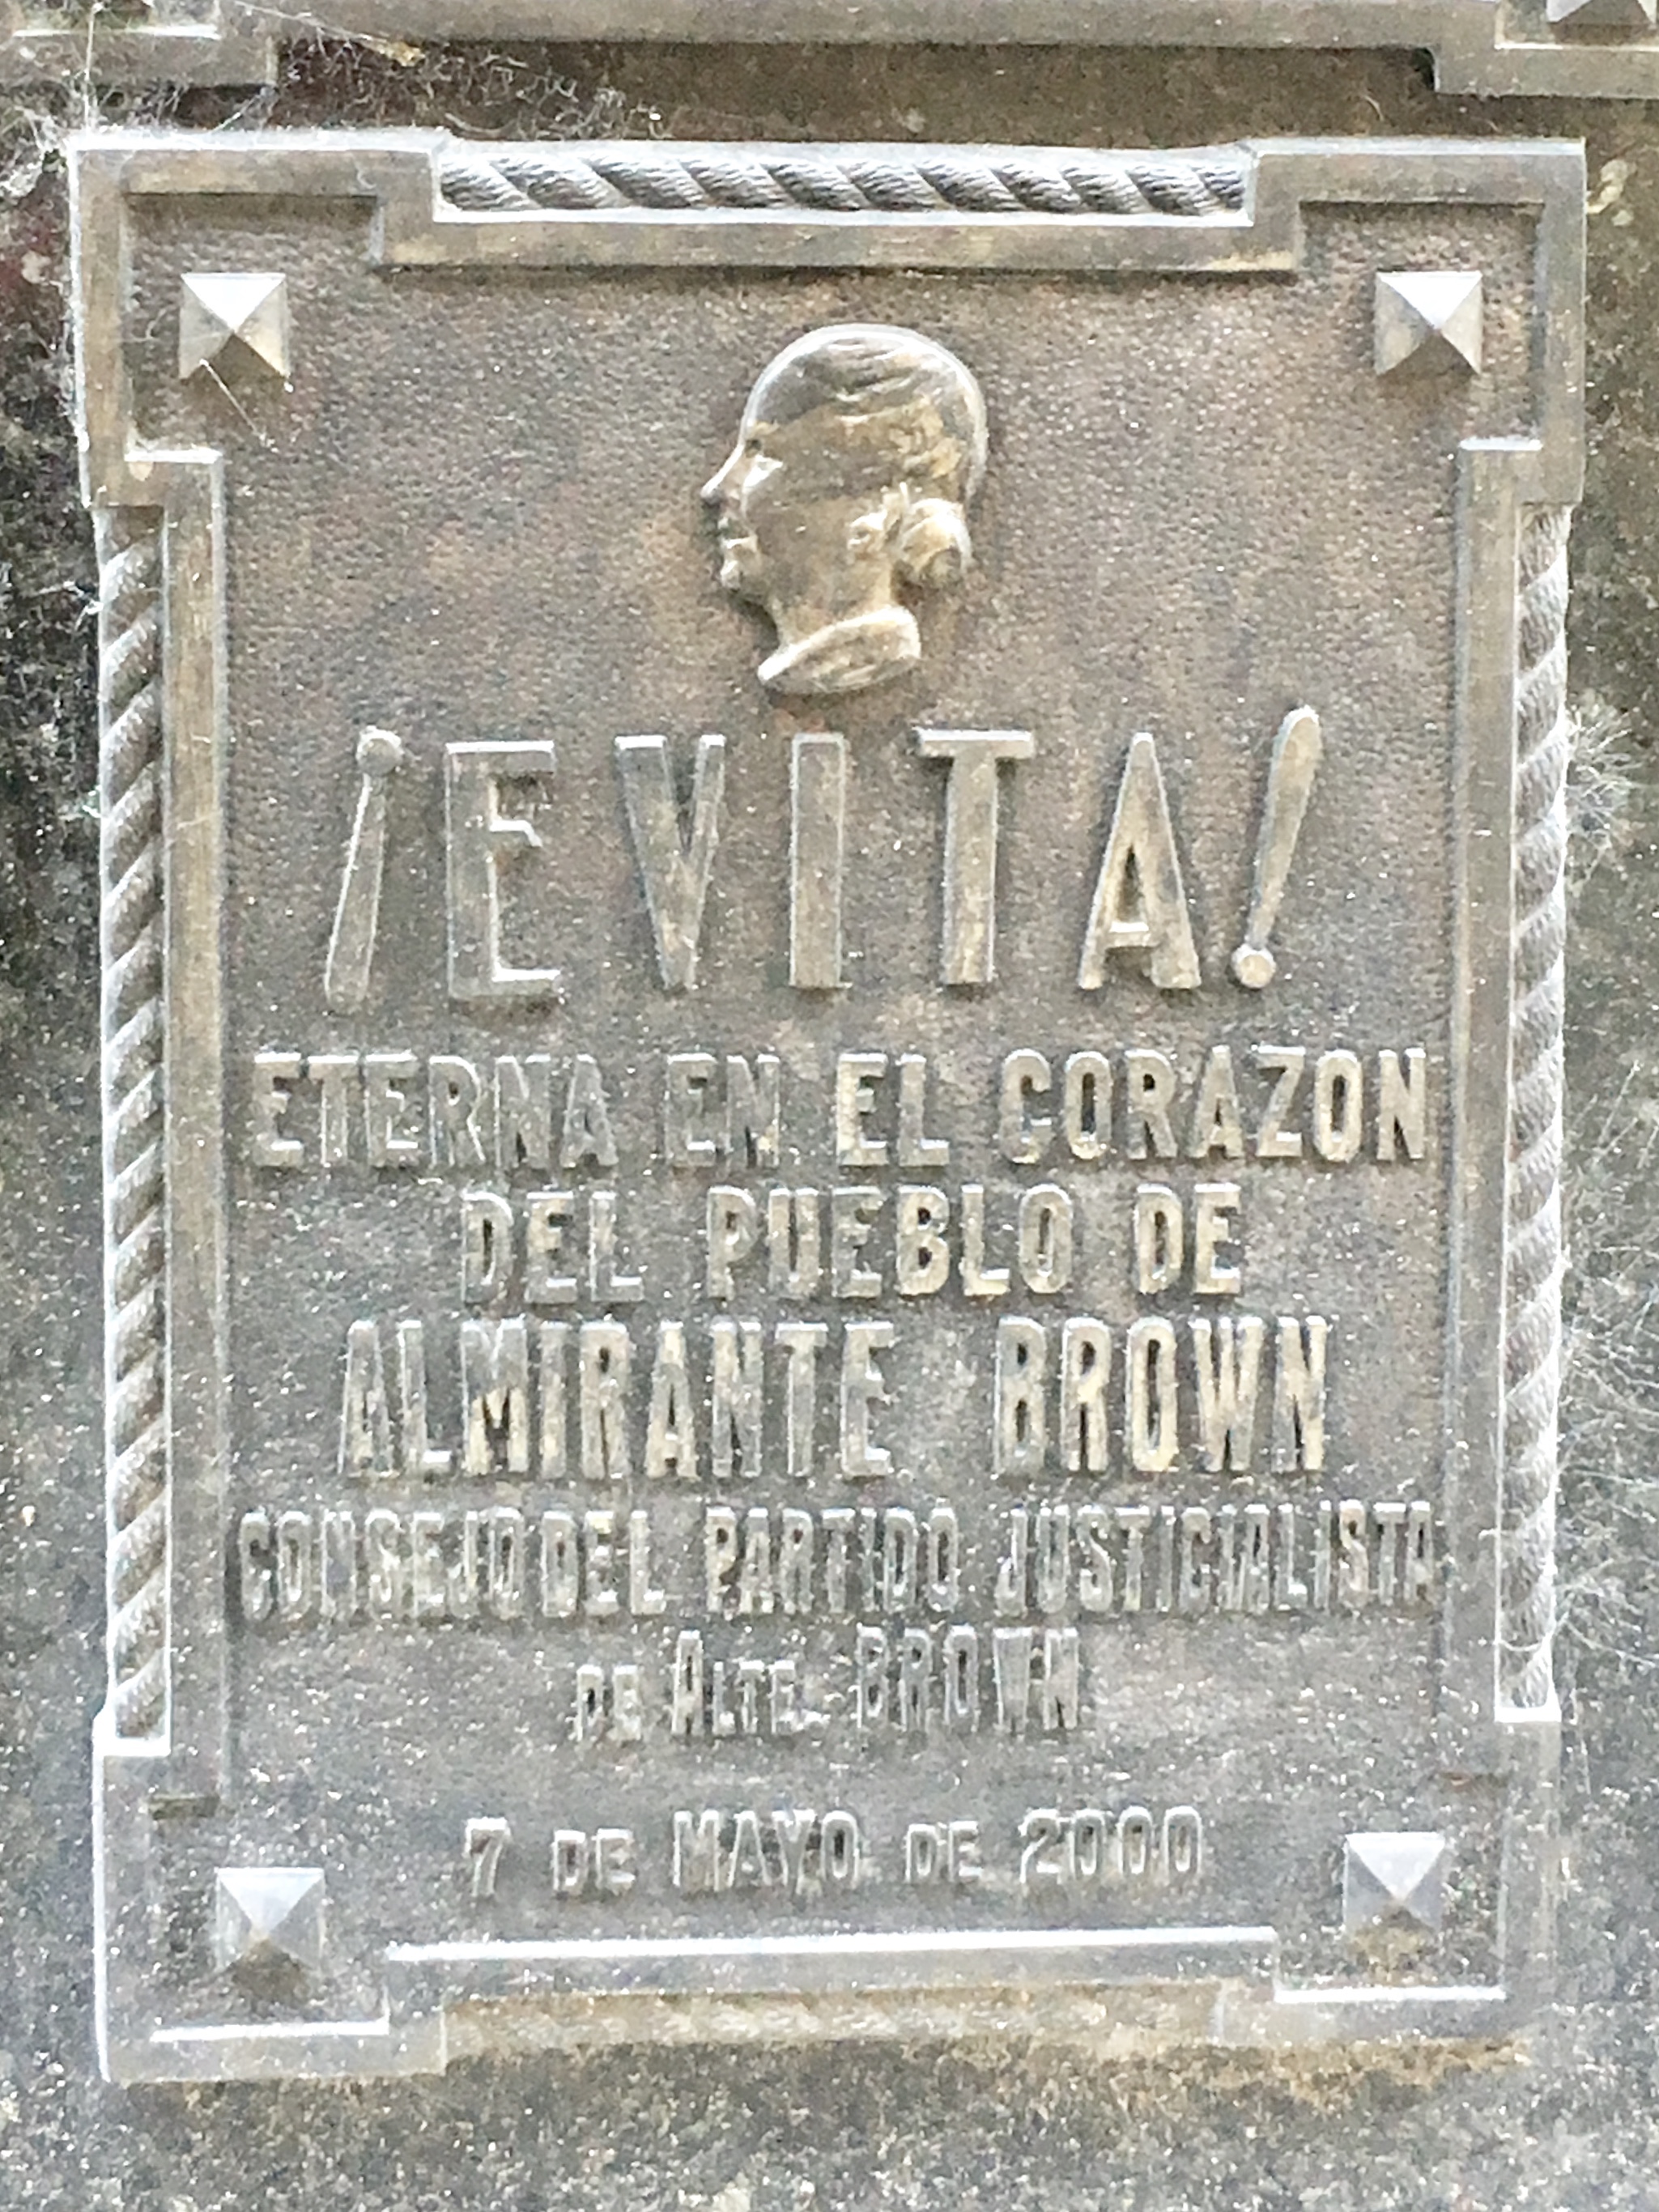 ¡EVITA!
ETERNA EN EL CORAZON
DEL PUEBLO DE
ALMIRANTE BROWN
CONSEJO DEL PARTIDO JUSTICIALISTA
DE ALTE. BROWN
7 DE MAYO DE 2000